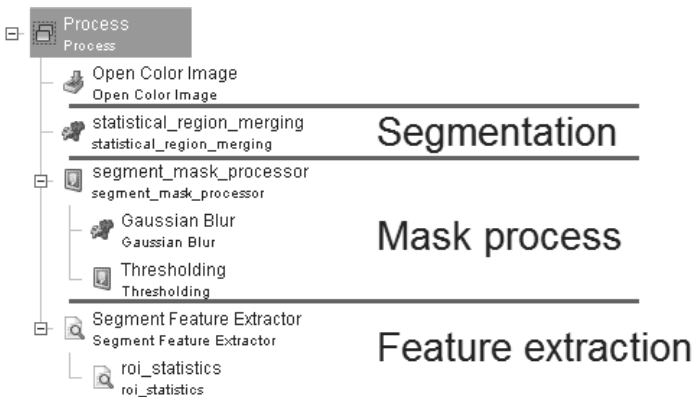 Process
Process
Open Color Image
Open Color Image
statistical_region_merging
statistical_region_merging
Segmentation
segment_mask_processor
segment_mask_processor
Gaussian Blur
Gaussian Blur
Mask process
Thresholding
Thresholding
Segment Feature Extractor
Segment Feature Extractor
Feature extraction
roi_statistics
roi_statistics